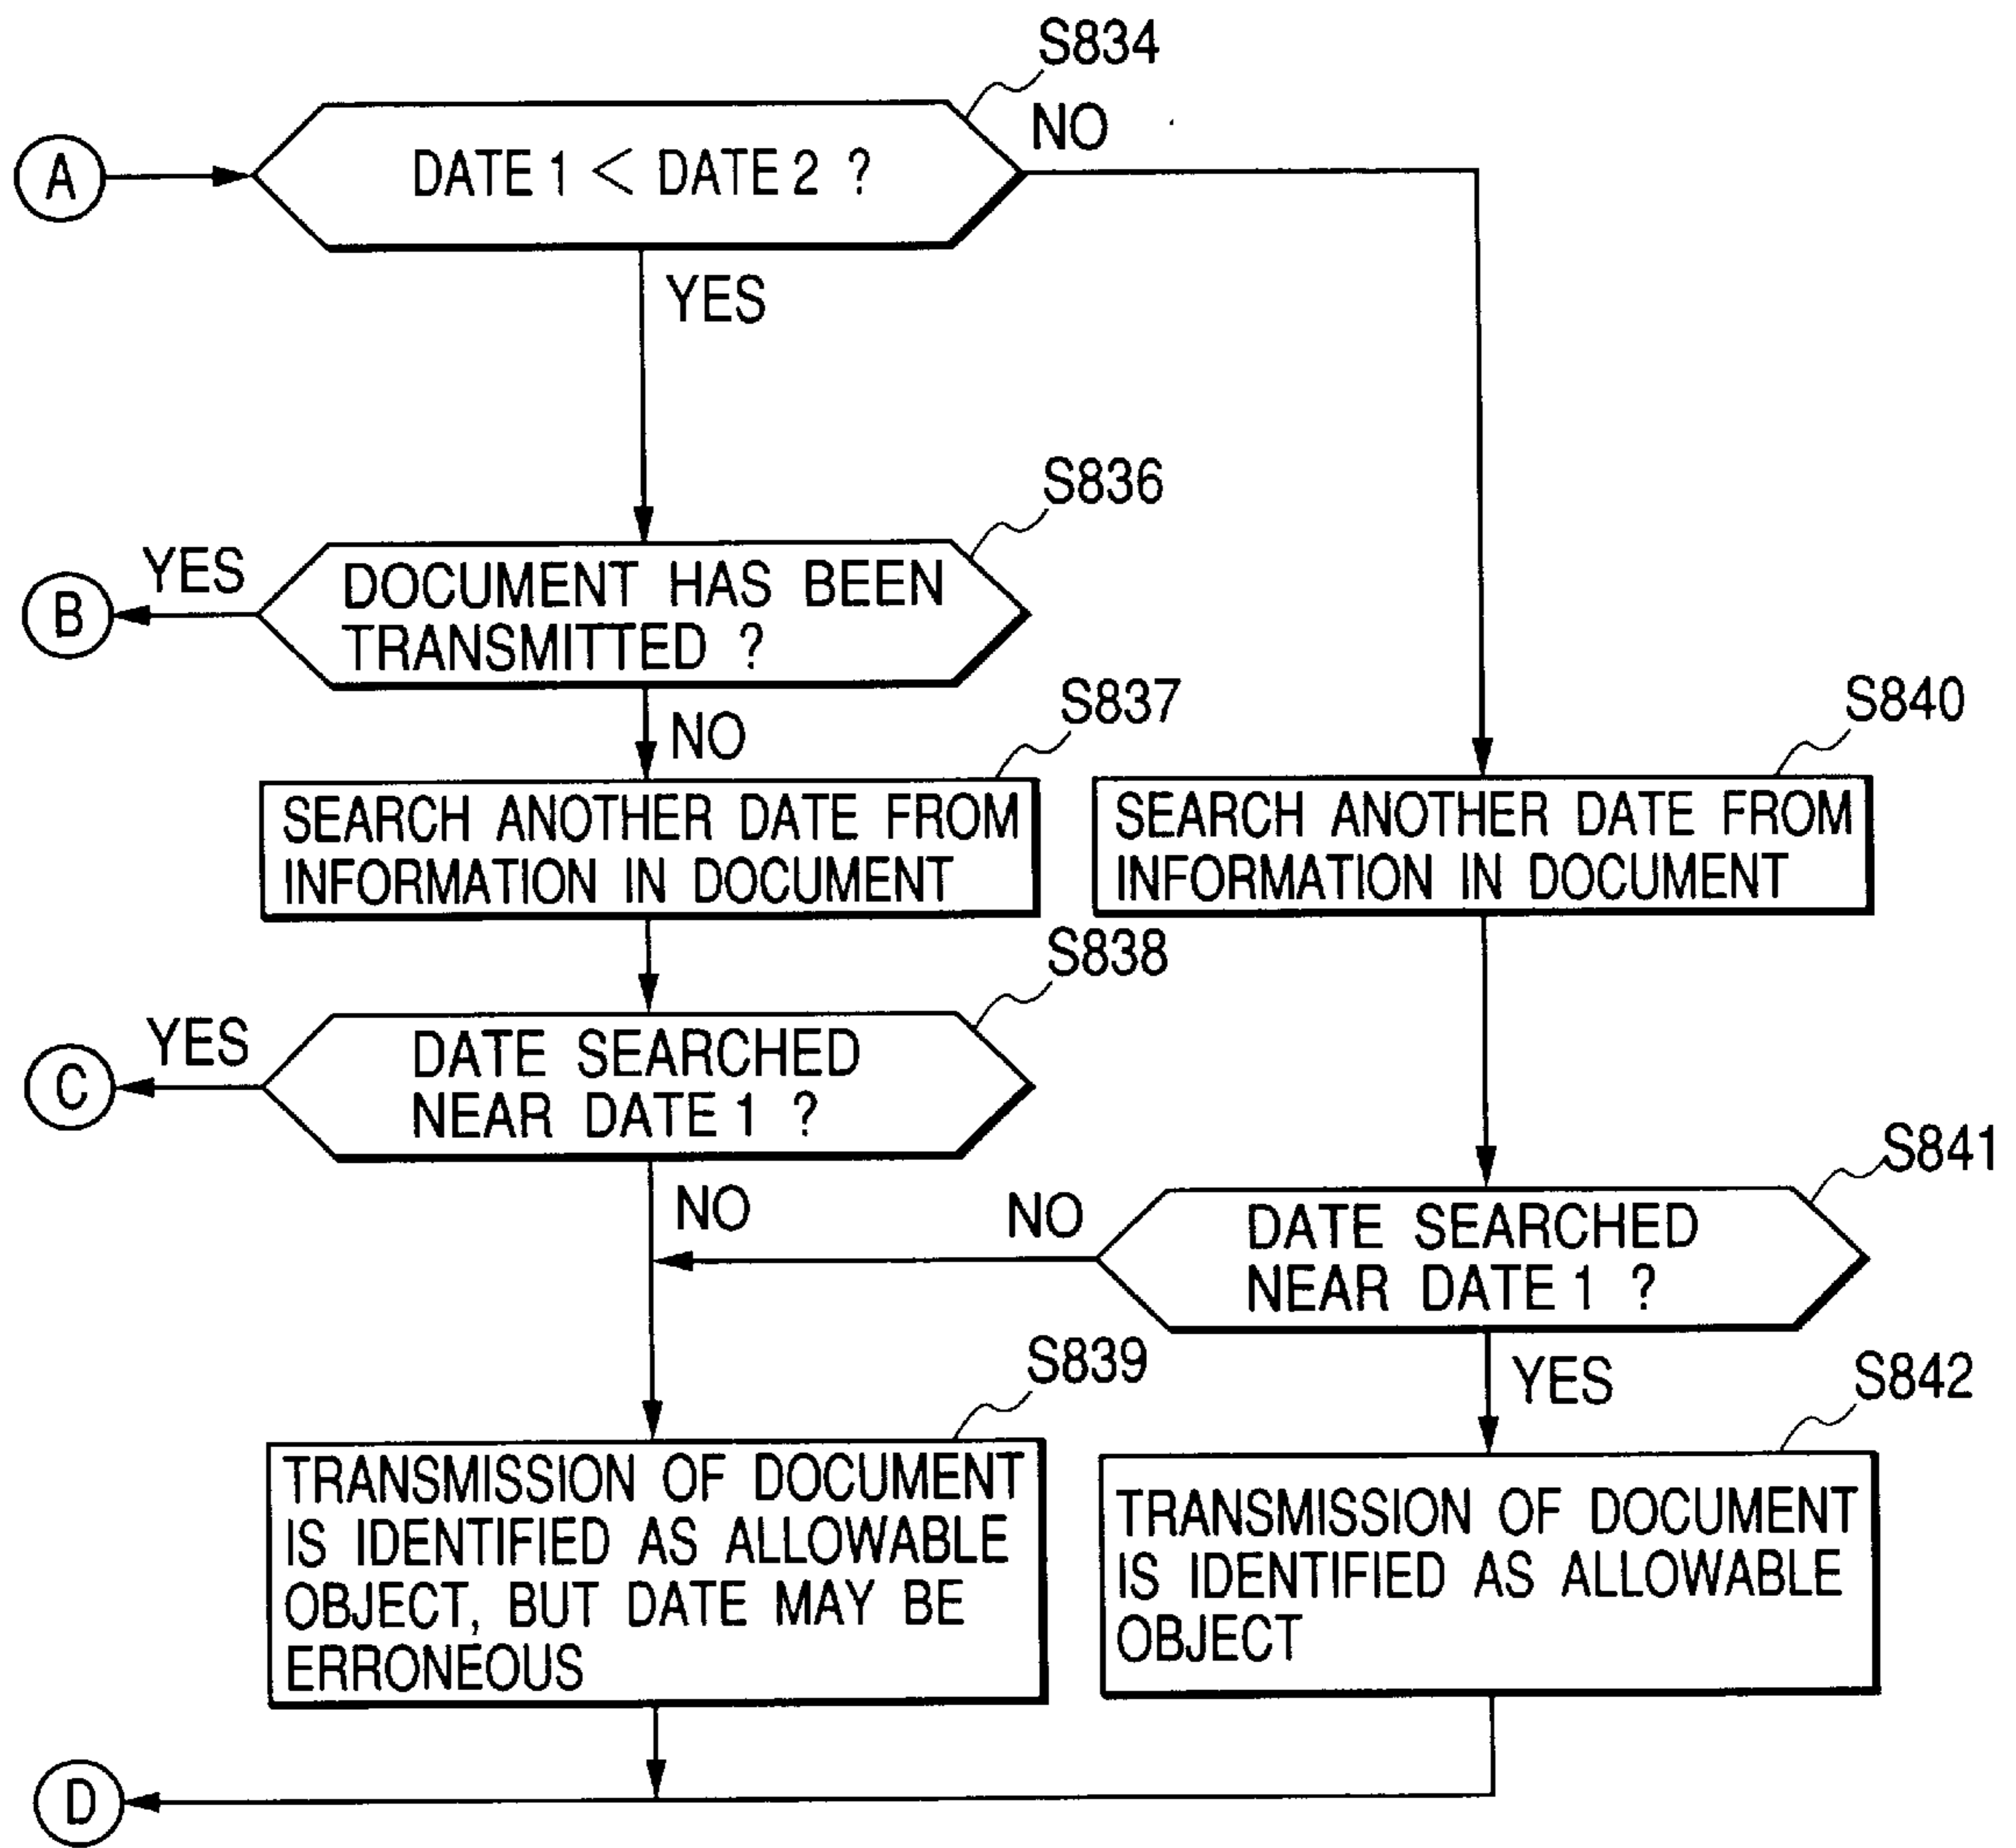 S834
NO
A
DATE 1 < DATE 2 ?
YES
S836
YES
DOCUMENT HAS BEEN
TRANSMITTED ?
B
NO
S837
S840
SEARCH ANOTHER DATE FROM
INFORMATION IN DOCUMENT
SEARCH ANOTHER DATE FROM
INFORMATION IN DOCUMENT
S838
YES
DATE SEARCHED
NEAR DATE 1 ?
C
S841
NO
NO
DATE SEARCHED
NEAR DATE 1 ?
S839
YES
S842
TRANSMISSION OF DOCUMENT
IS IDENTIFIED AS ALLOWABLE
OBJECT, BUT DATE MAY BE
ERRONEOUS
TRANSMISSION OF DOCUMENT
IS IDENTIFIED AS ALLOWABLE
OBJECT
D